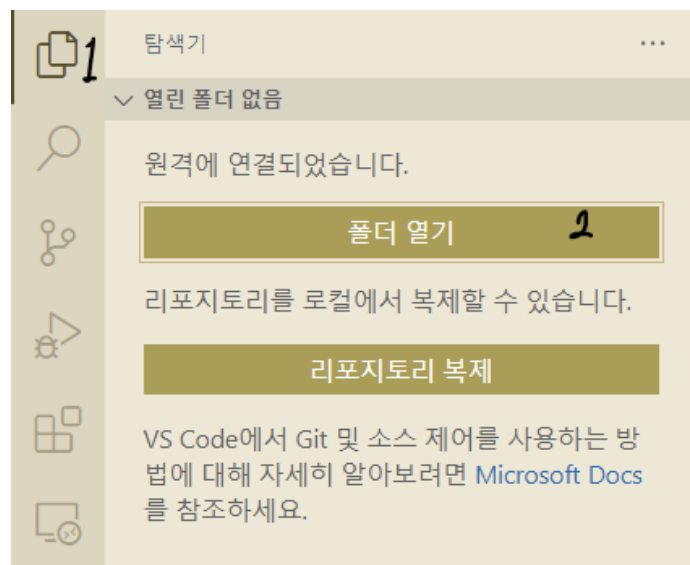 1
탐색기
···
열린 폴더 없음
원격에 연결되었습니다.
폴더 열기 2
리포지토리를 로컬에서 복제할 수 있습니다.
리포지토리 복제
VS Code에서 Git 및 소스 제어를 사용하는 방
법에 대해 자세히 알아보려면 Microsoft Docs
를 참조하세요.